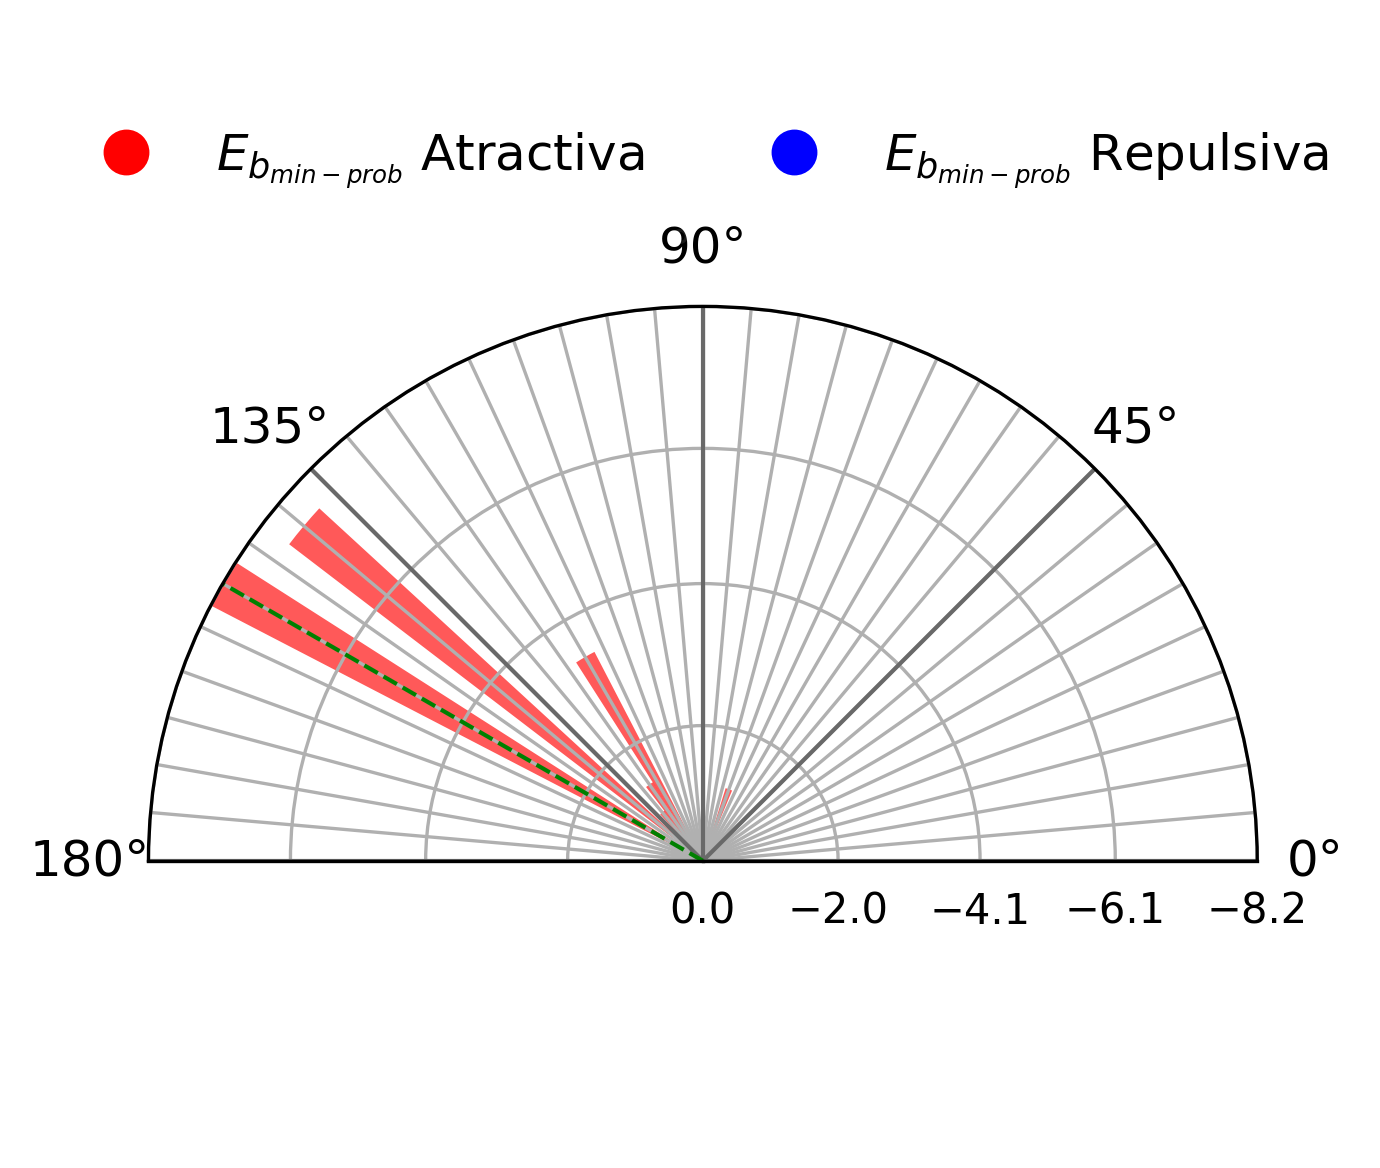 E_{b_{min-prob}} Atractiva E_{b_{min-prob}} Repulsiva
90°
135° 45°
180° 0°
0.0 −2.0 −4.1 −6.1 −8.2